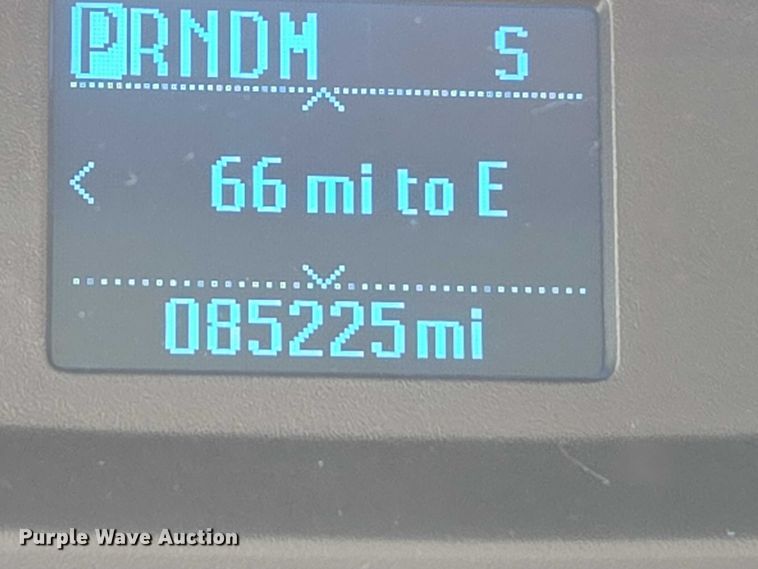 PRNDM S
66 mi to E
085225mi
Purple Wave Auction